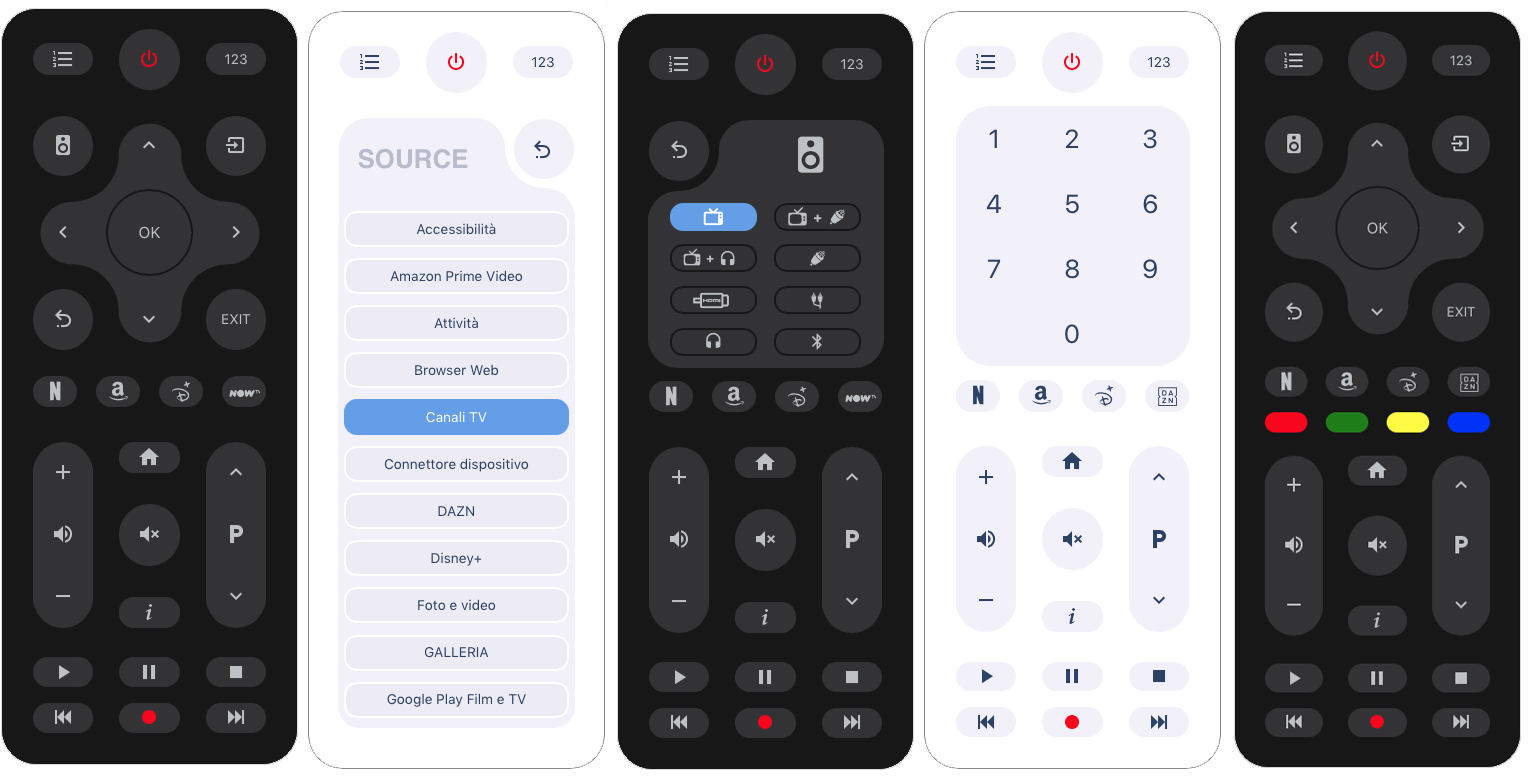 123
OK
EXIT
N
a
NOW
P
i
123
SOURCE
Accessibilità
Amazon Prime Video
Attività
Browser Web
Canali TV
Connettore dispositivo
DAZN
Disney+
Foto e video
GALLERIA
Google Play Film e TV
123
+
+
HDMI
N
a
NOW
P
i
123
1 2 3
4 5 6
7 8 9
0
N
a
DAZN
P
i
123
OK
EXIT
N
a
DAZN
P
i